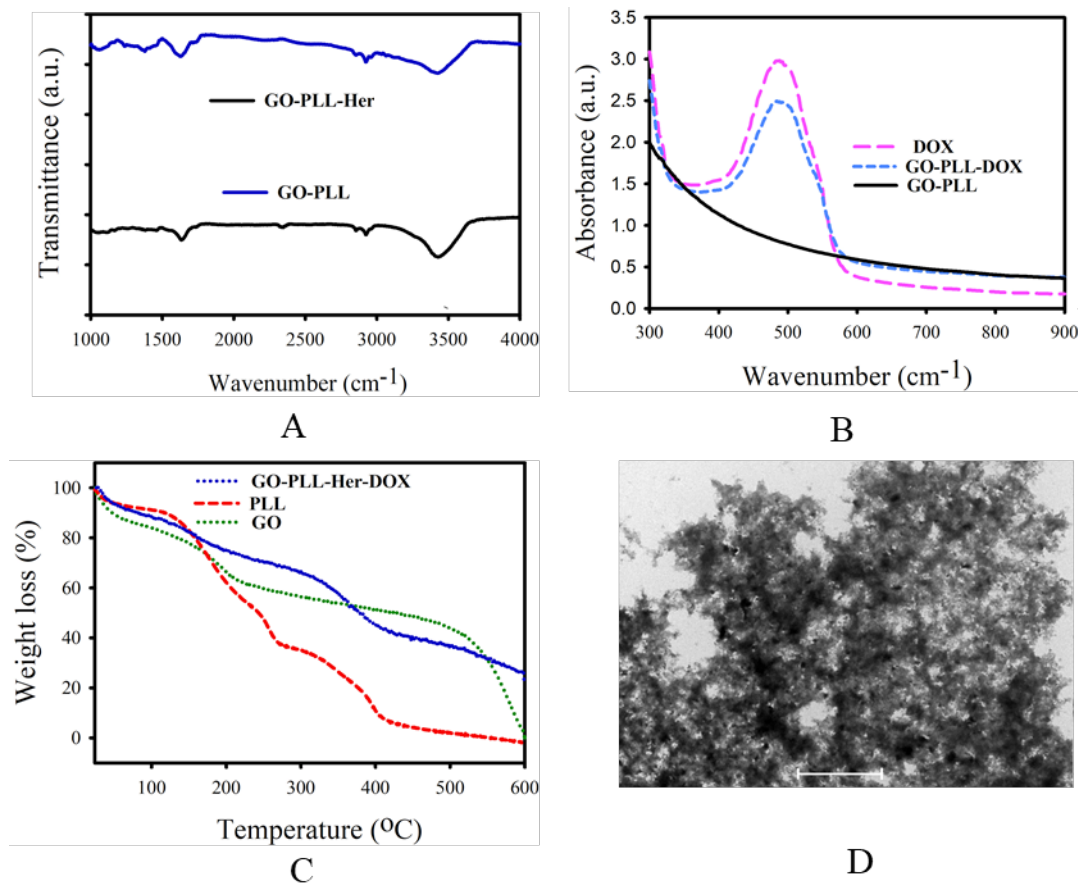 Transmittance (a.u.)
GO-PLL-Her
GO-PLL
1000 1500 2000 2500 3000 3500 4000
Wavenumber (cm-1)
A
Absorbance (a.u.)
3.5
3.0
2.5
2.0
1.5
1.0
0.5
0.0
DOX
GO-PLL-DOX
GO-PLL
300 400 500 600 700 800 900
Wavenumber (cm-1)
B
Weight loss (%)
100
80
60
40
20
0
GO-PLL-Her-DOX
PLL
GO
100 200 300 400 500 600
Temperature (OC)
C
D